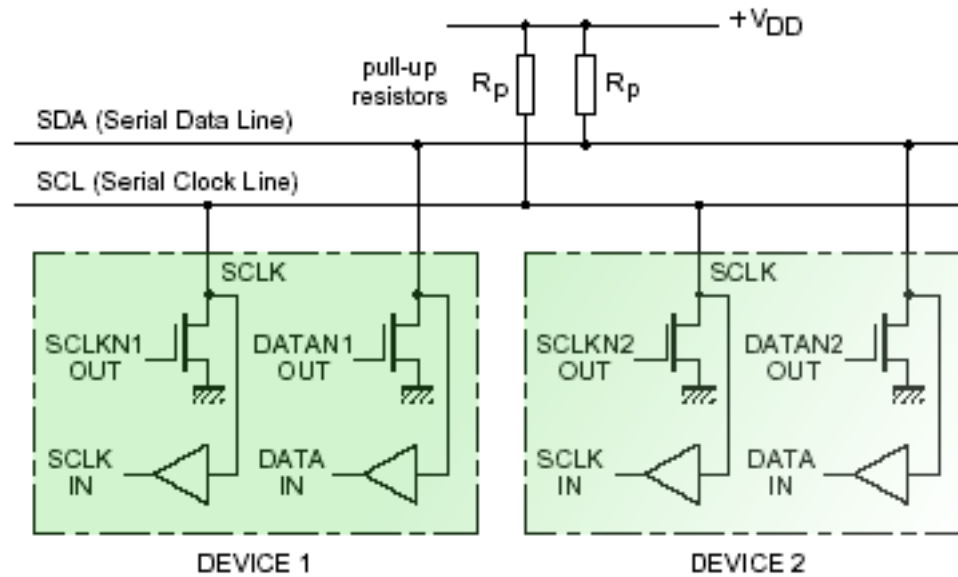 +VDD
pull-up
resistors
Rp
Rp
SDA (Serial Data Line)
SCL (Serial Clock Line)
SCLK
SCLKN1
OUT
DATAN1
OUT
SCLK
IN
DATA
IN
DEVICE 1
SCLK
SCLKN2
OUT
DATAN2
OUT
SCLK
IN
DATA
IN
DEVICE 2